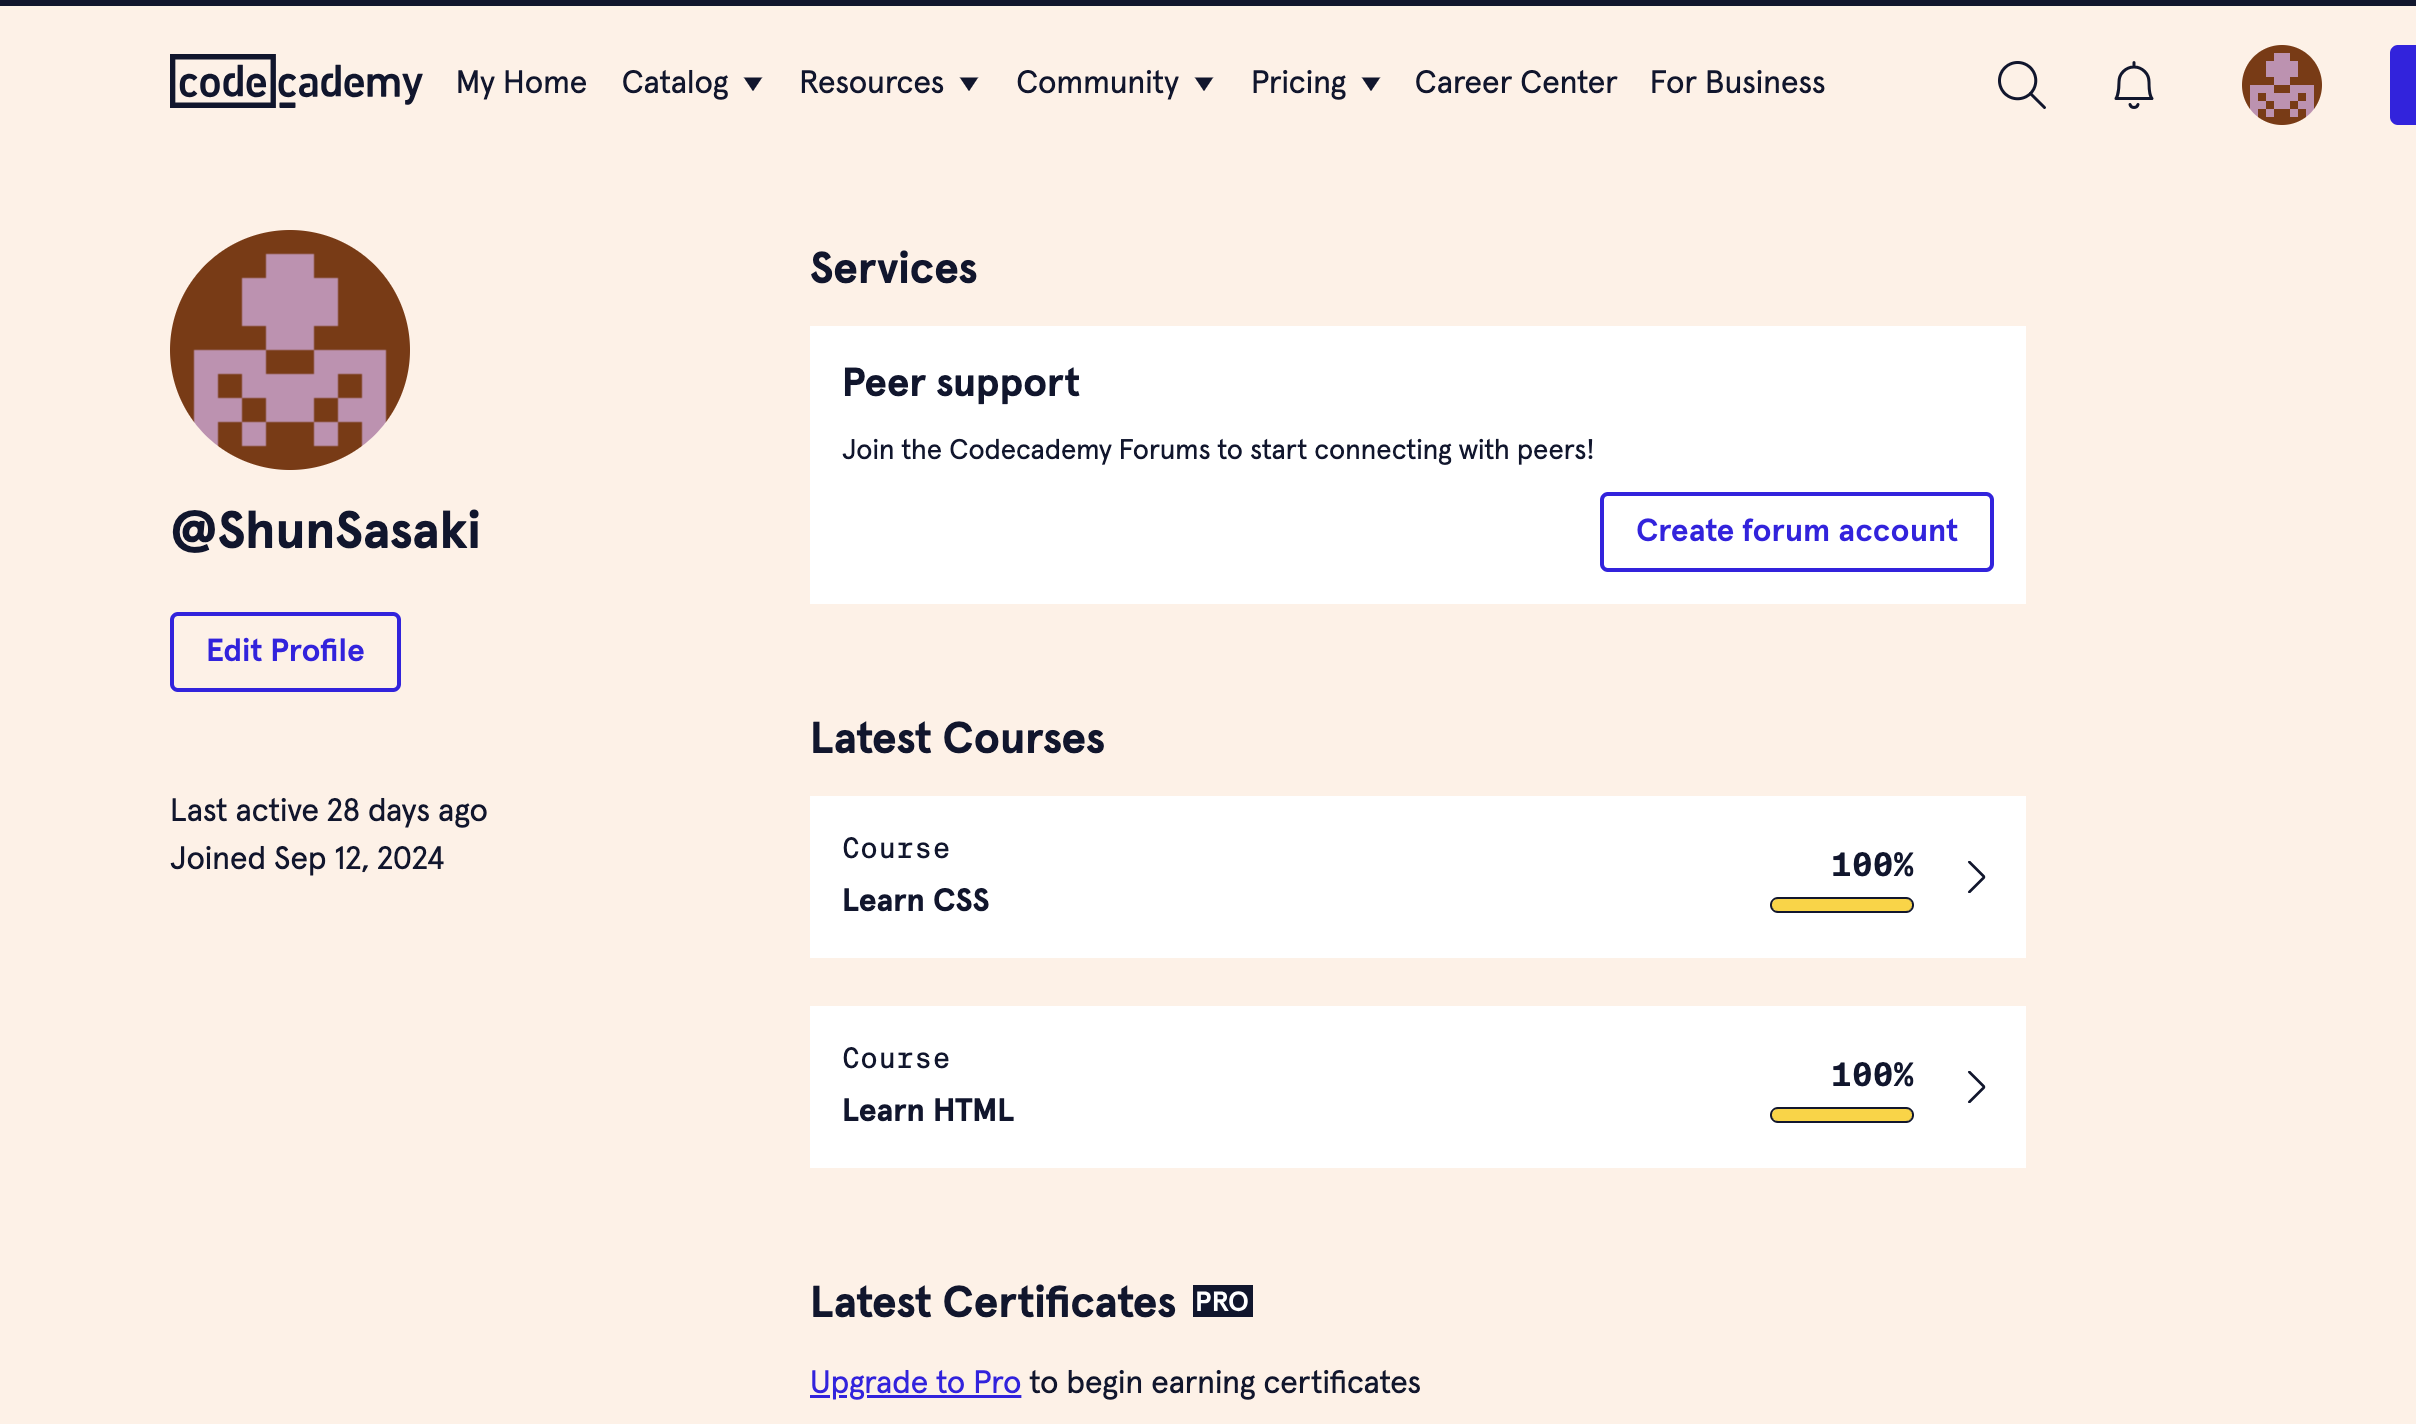 codecademy My Home Catalog Resources Community Pricing Career Center For Business
@ShunSasaki
Edit Profile
Last active 28 days ago
Joined Sep 12, 2024
Services
Peer support
Join the Codecademy Forums to start connecting with peers!
Create forum account
Latest Courses
Course
Learn CSS
100%
Course
Learn HTML
100%
Latest Certificates PRO
Upgrade to Pro to begin earning certificates